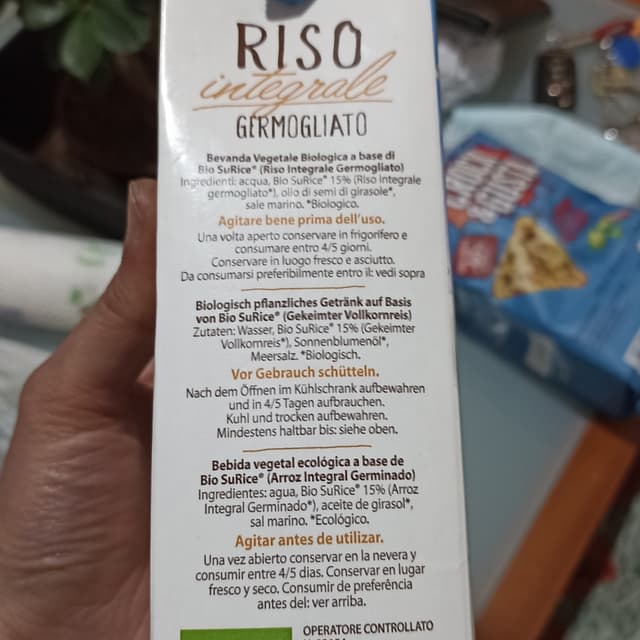 RISO
integrale
GERMOGLIATO
Bevanda Vegetale Biologica a base di
Bio SuRice® (Riso Integrale Germogliato)
Ingredienti: acqua, Bio SuRice® 15% (Riso Integrale
germogliato*), olio di semi di girasole*,
sale marino. *Biologico.
Agitare bene prima dell'uso.
Una volta aperto conservare in frigorifero e
consumare entro 4/5 giorni.
Conservare in luogo fresco e asciutto.
Da consumarsi preferibilmente entro il: vedi sopra
Biologisch pflanzliches Getränk auf Basis
von Bio SuRice® (Gekeimter Vollkornreis)
Zutaten: Wasser, Bio SuRice® 15% (Gekeimter
Vollkornreis*), Sonnenblumenöl*,
Meersalz. *Biologisch.
Vor Gebrauch schütteln.
Nach dem Öffnen im Kühlschrank aufbewahren
und in 4/5 Tagen aufbrauchen.
Kuhl und trocken aufbewahren.
Mindestens haltbar bis: siehe oben.
Bebida vegetal ecológica a base de
Bio SuRice® (Arroz Integral Germinado)
Ingredientes: agua, Bio SuRice® 15% (Arroz
Integral Germinado*), aceite de girasol*,
sal marino. *Ecológico.
Agitar antes de utilizar.
Una vez abierto conservar en la nevera y
consumir entre 4/5 dias. Conservar en lugar
fresco y seco. Consumir de preferência
antes del: ver arriba.
OPERATORE CONTROLLATO